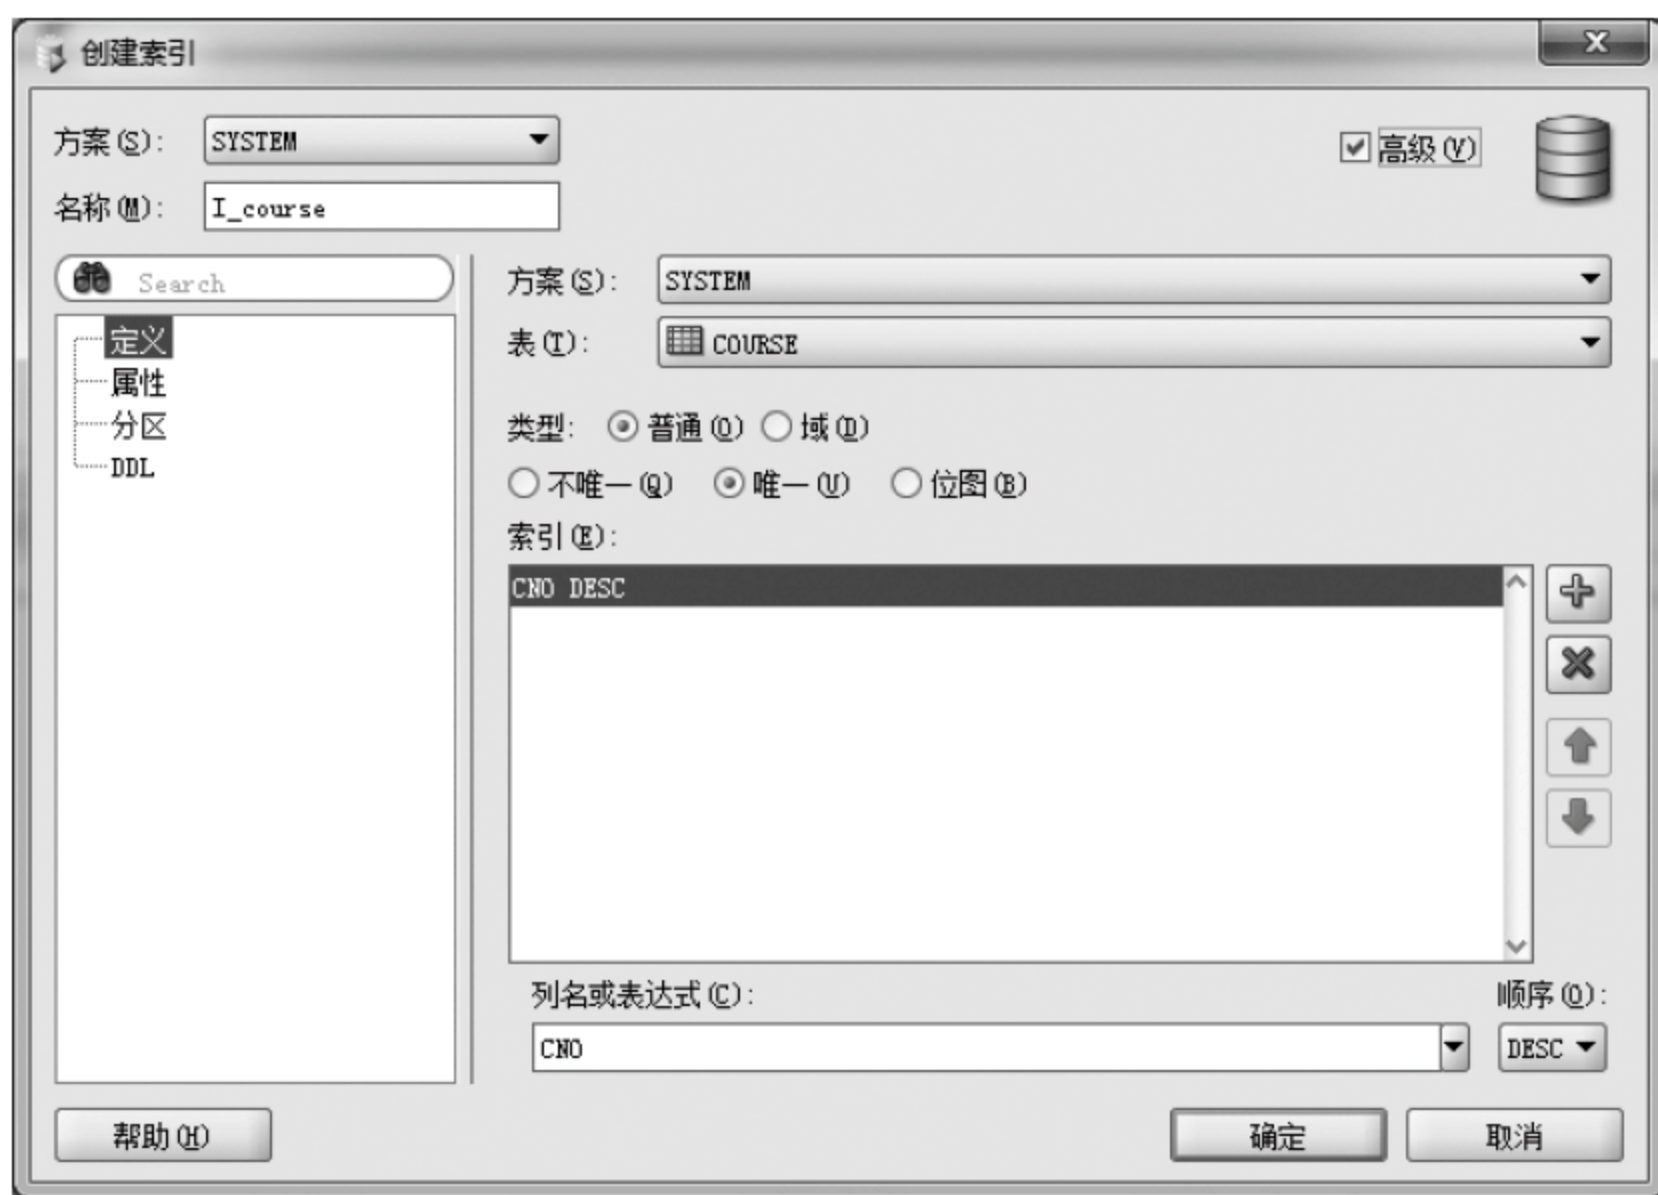 创建索引
方案(S): SYSTEM
高级(V)
名称(M): I_course
Search
定义
属性
分区
DDL
方案(S): SYSTEM
表(T): COURSE
类型: 普通(O) 域(D)
不唯一(Q) 唯一(U) 位图(B)
索引(E):
CNO DESC
列名或表达式(C): 顺序(O):
CNO DESC
帮助(H) 确定 取消